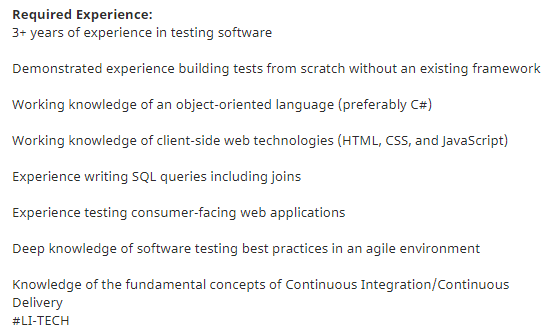 Required Experience:
3+ years of experience in testing software
Demonstrated experience building tests from scratch without an existing framework
Working knowledge of an object-oriented language (preferably C#)
Working knowledge of client-side web technologies (HTML, CSS, and JavaScript)
Experience writing SQL queries including joins
Experience testing consumer-facing web applications
Deep knowledge of software testing best practices in an agile environment
Knowledge of the fundamental concepts of Continuous Integration/Continuous
Delivery
#LI-TECH